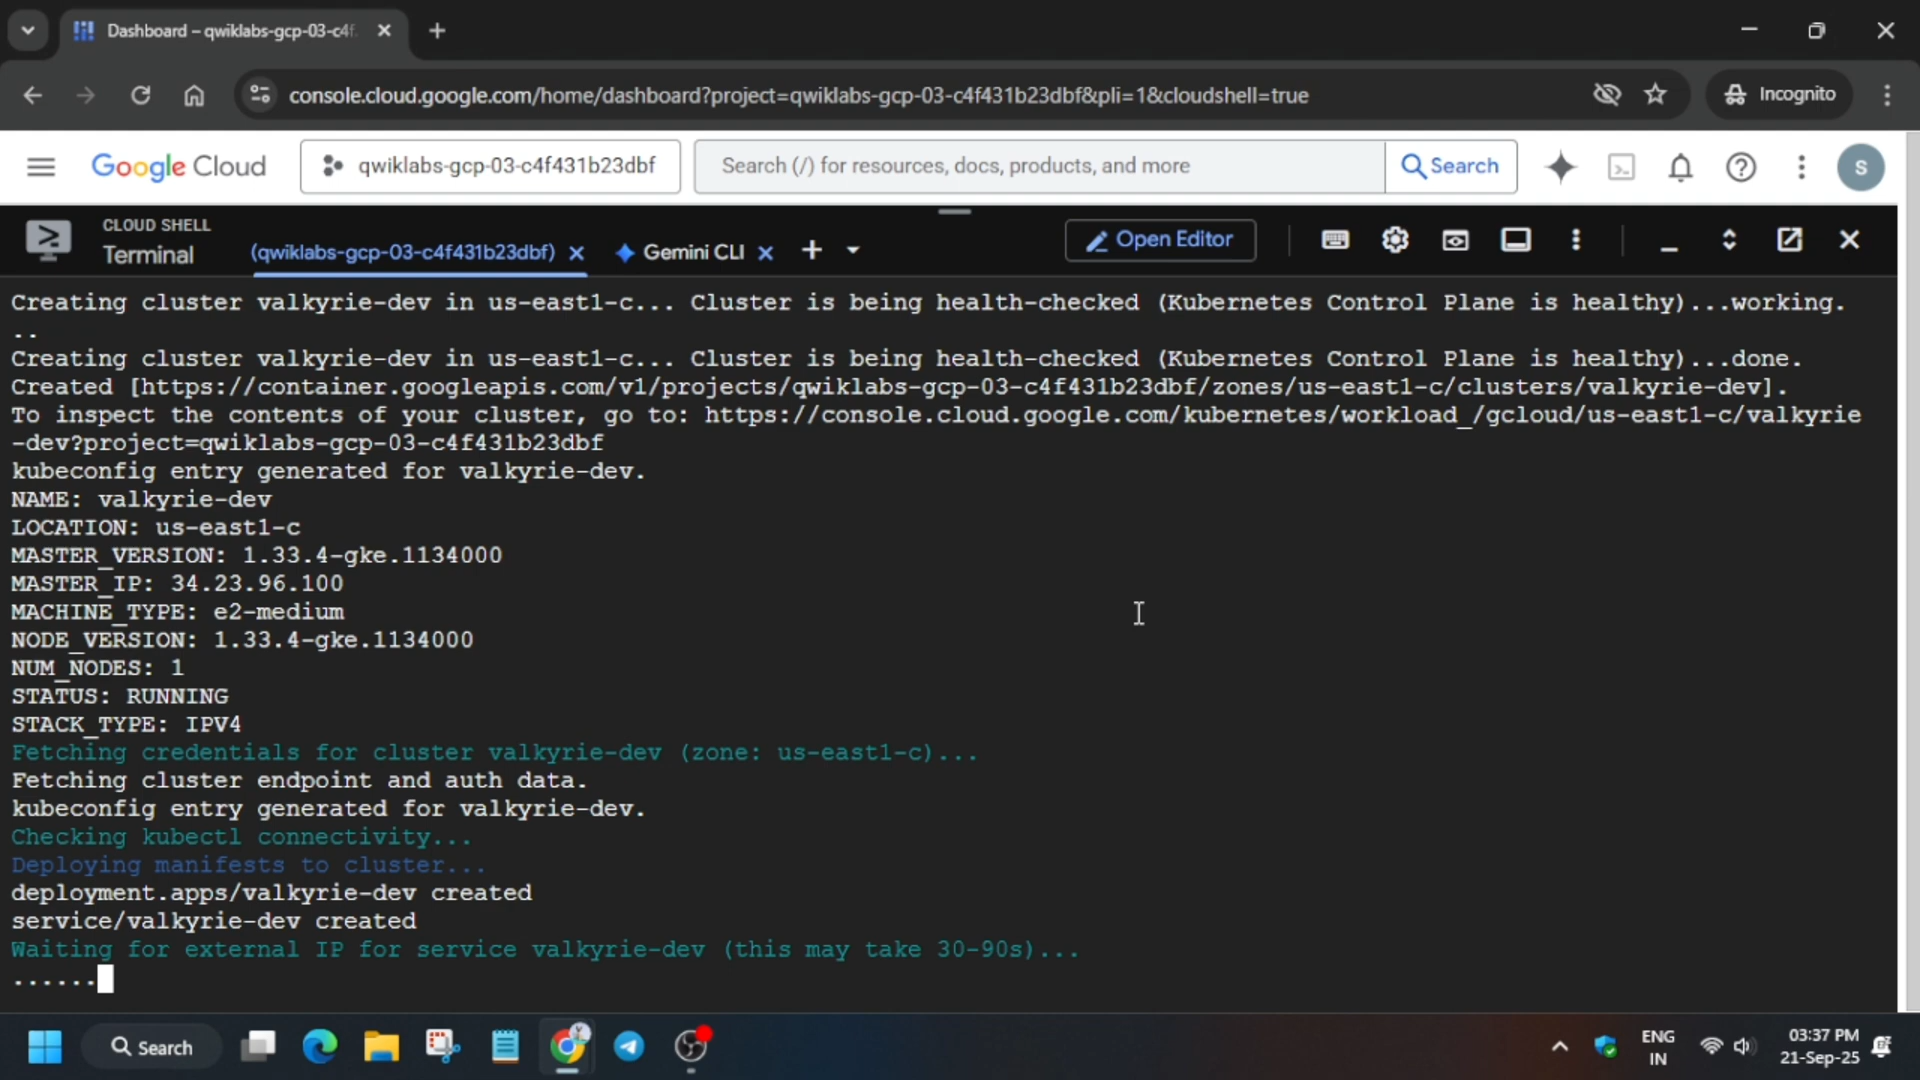 Dashboard – qwiklabs-gcp-03-c4f
console.cloud.google.com/home/dashboard?project=qwiklabs-gcp-03-c4f431b23dbf&pli=1&cloudshell=true
Incognito
Google Cloud
qwiklabs-gcp-03-c4f431b23dbf
Search (/) for resources, docs, products, and more
Search
S
CLOUD SHELL
Terminal
(qwiklabs-gcp-03-c4f431b23dbf)
Gemini CLI
Open Editor
Creating cluster valkyrie-dev in us-east1-c... Cluster is being health-checked (Kubernetes Control Plane is healthy)...working.
..
Creating cluster valkyrie-dev in us-east1-c... Cluster is being health-checked (Kubernetes Control Plane is healthy)...done.
Created [https://container.googleapis.com/v1/projects/qwiklabs-gcp-03-c4f431b23dbf/zones/us-east1-c/clusters/valkyrie-dev].
To inspect the contents of your cluster, go to: https://console.cloud.google.com/kubernetes/workload_/gcloud/us-east1-c/valkyrie
-dev?project=qwiklabs-gcp-03-c4f431b23dbf
kubeconfig entry generated for valkyrie-dev.
NAME: valkyrie-dev
LOCATION: us-east1-c
MASTER_VERSION: 1.33.4-gke.1134000
MASTER_IP: 34.23.96.100
MACHINE_TYPE: e2-medium
NODE_VERSION: 1.33.4-gke.1134000
NUM_NODES: 1
STATUS: RUNNING
STACK_TYPE: IPV4
Fetching credentials for cluster valkyrie-dev (zone: us-east1-c)...
Fetching cluster endpoint and auth data.
kubeconfig entry generated for valkyrie-dev.
Checking kubectl connectivity...
Deploying manifests to cluster...
deployment.apps/valkyrie-dev created
service/valkyrie-dev created
Waiting for external IP for service valkyrie-dev (this may take 30-90s)...
......
Search
ENG
IN
03:37 PM
21-Sep-25